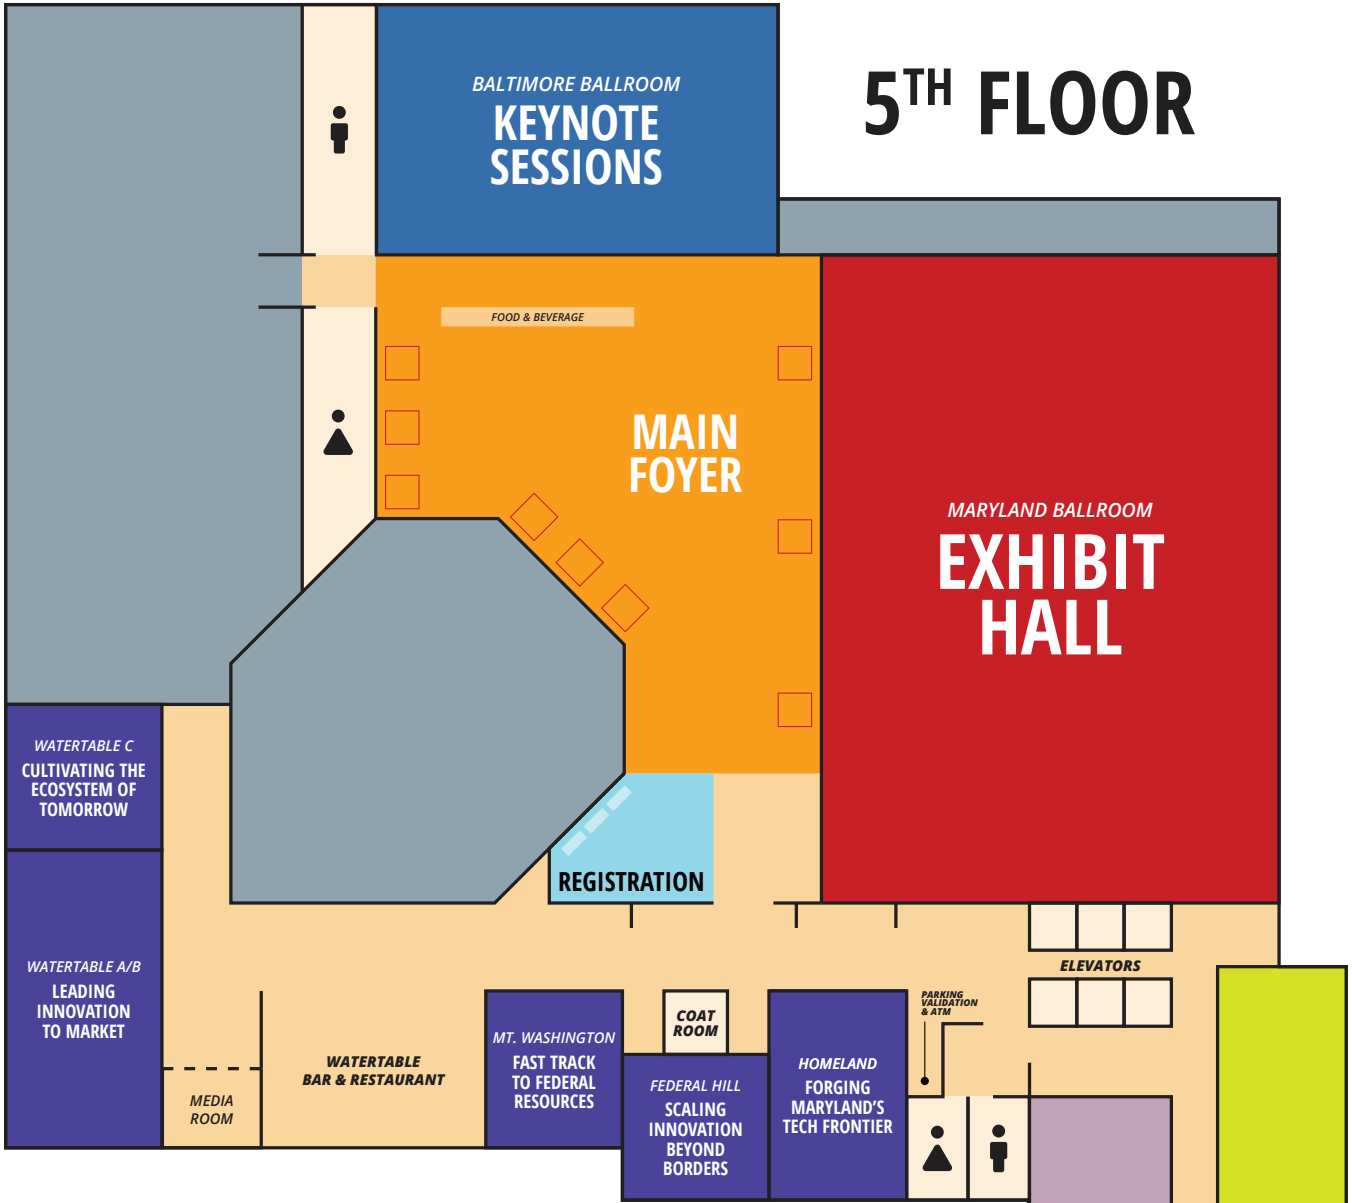 5TH FLOOR
BALTIMORE BALLROOM
KEYNOTE
SESSIONS
FOOD & BEVERAGE
MAIN
FOYER
MARYLAND BALLROOM
EXHIBIT
HALL
WATERTABLE C
CULTIVATING THE
ECOSYSTEM OF
TOMORROW
REGISTRATION
WATERTABLE A/B
LEADING
INNOVATION
TO MARKET
ELEVATORS
PARKING
VALIDATION
& ATM
COAT
ROOM
MT. WASHINGTON
FAST TRACK
TO FEDERAL
RESOURCES
WATERTABLE
BAR & RESTAURANT
HOMELAND
FORGING
MARYLAND'S
TECH FRONTIER
FEDERAL HILL
SCALING
INNOVATION
BEYOND
BORDERS
MEDIA
ROOM